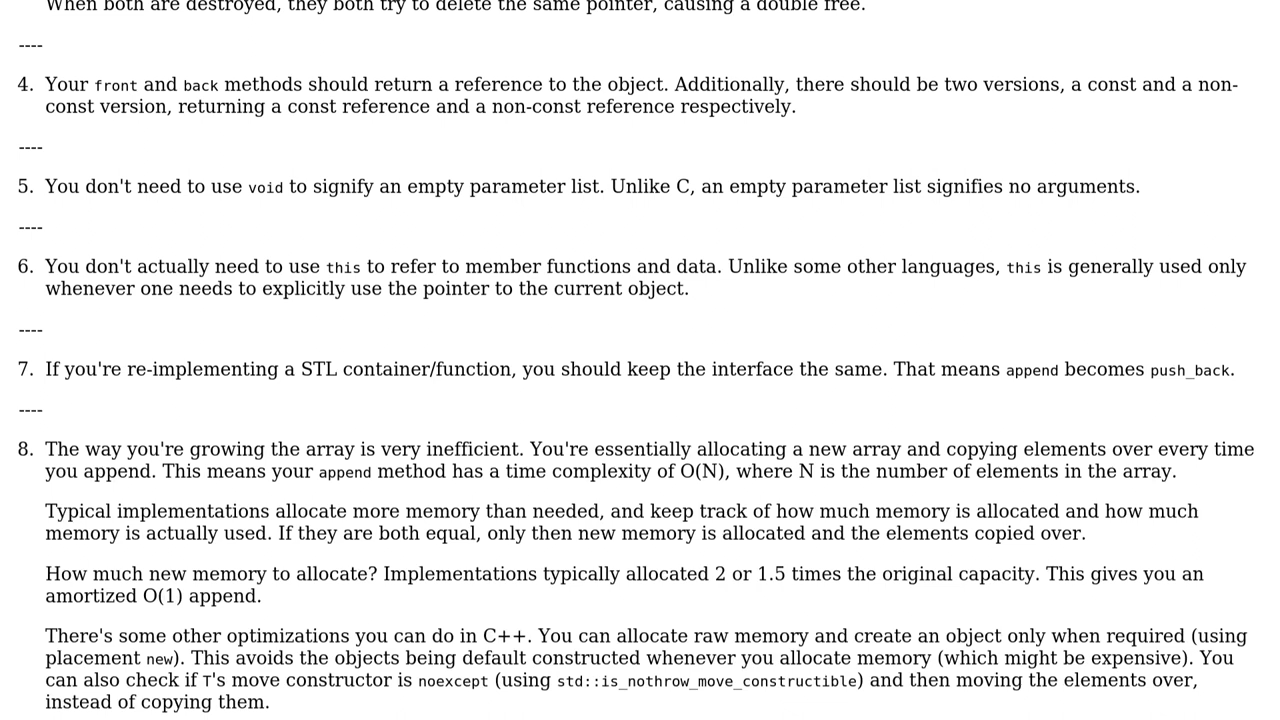 When both are destroyed, they both try to delete the same pointer, causing a double free.
----
4. Your front and back methods should return a reference to the object. Additionally, there should be two versions, a const and a non-
const version, returning a const reference and a non-const reference respectively.
----
5. You don't need to use void to signify an empty parameter list. Unlike C, an empty parameter list signifies no arguments.
----
6. You don't actually need to use this to refer to member functions and data. Unlike some other languages, this is generally used only
whenever one needs to explicitly use the pointer to the current object.
----
7. If you're re-implementing a STL container/function, you should keep the interface the same. That means append becomes push_back.
----
8. The way you're growing the array is very inefficient. You're essentially allocating a new array and copying elements over every time
you append. This means your append method has a time complexity of O(N), where N is the number of elements in the array.
Typical implementations allocate more memory than needed, and keep track of how much memory is allocated and how much
memory is actually used. If they are both equal, only then new memory is allocated and the elements copied over.
How much new memory to allocate? Implementations typically allocated 2 or 1.5 times the original capacity. This gives you an
amortized O(1) append.
There's some other optimizations you can do in C++. You can allocate raw memory and create an object only when required (using
placement new). This avoids the objects being default constructed whenever you allocate memory (which might be expensive). You
can also check if T's move constructor is noexcept (using std::is_nothrow_move_constructible) and then moving the elements over,
instead of copying them.